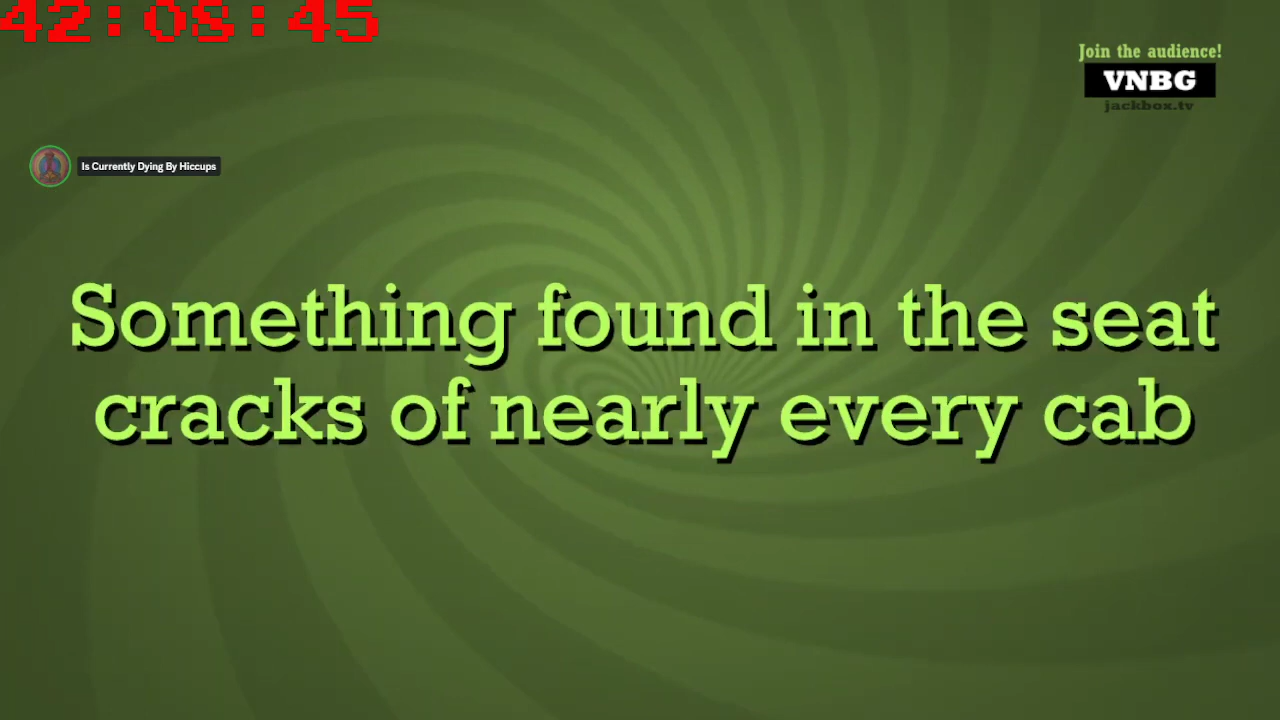 42:08:45
Join the audience!
VNBG
jackbox.tv
Is Currently Dying By Hiccups
Something found in the seat
cracks of nearly every cab